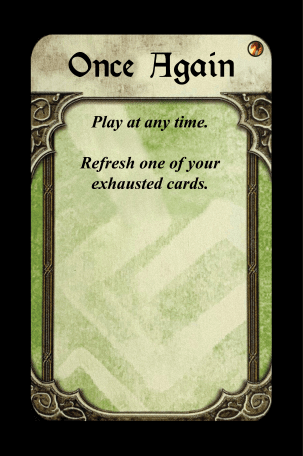 Once Again
Play at any time.
Refresh one of your
exhausted cards.